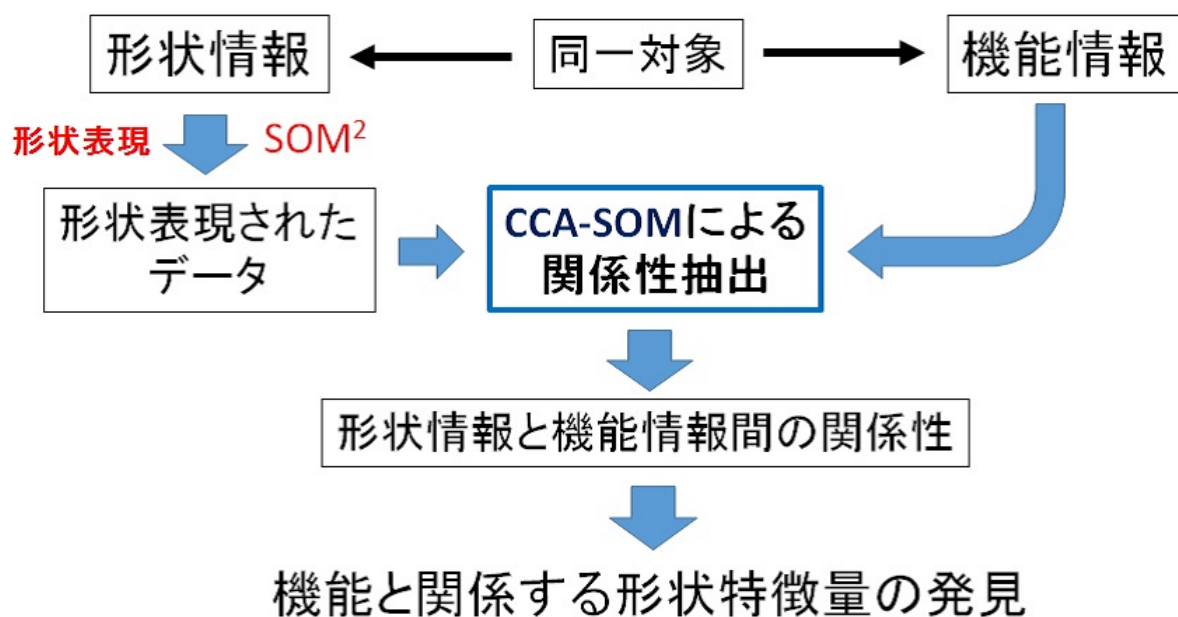 形状情報
同一対象
機能情報
形状表現
SOM²
形状表現された
データ
CCA-SOMによる
関係性抽出
形状情報と機能情報間の関係性
機能と関係する形状特徴量の発見